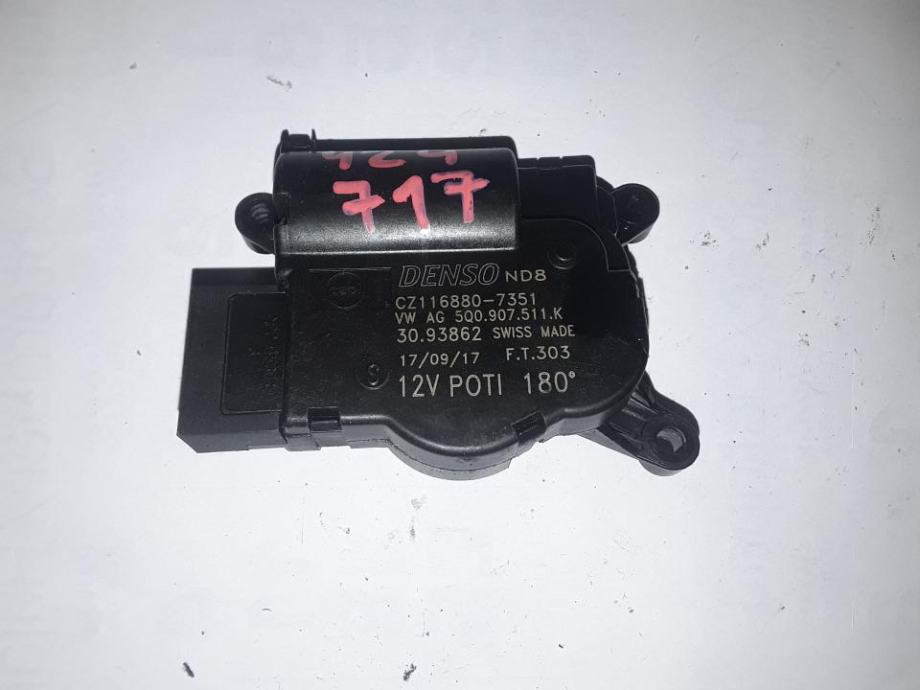 424
717
DENSO ND8
CZ116880-7351
VW AG 5Q0.907.511.K
30.93862 SWISS MADE
17/09/17 F.T.303
12V POTI 180°